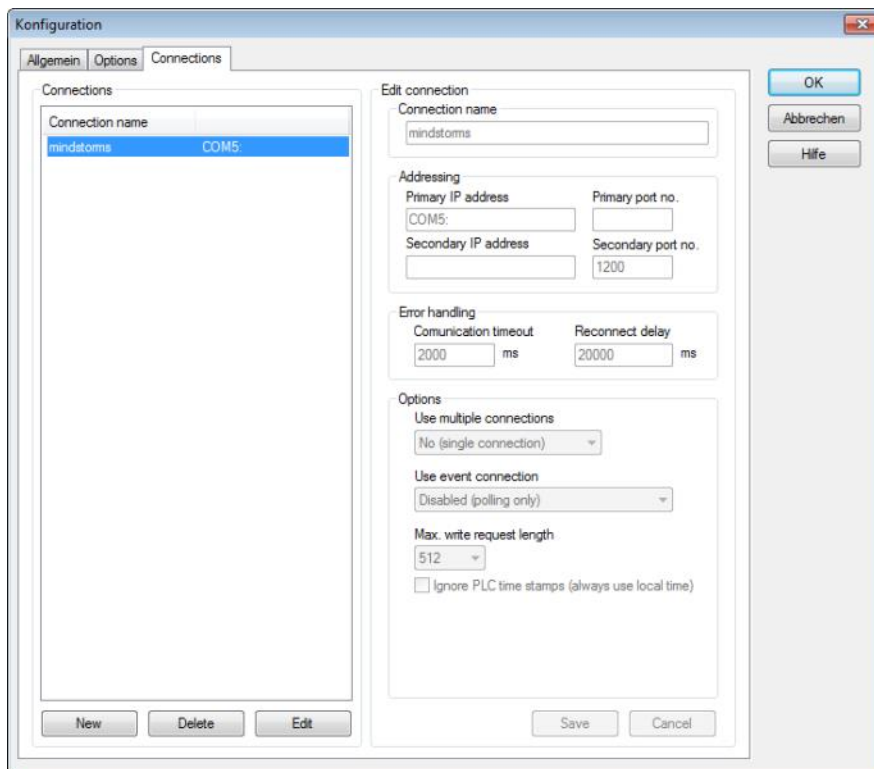 Konfiguration
Allgemein Options Connections
Connections
Connection name
mindstorms COM5:
New Delete Edit
Edit connection
Connection name
mindstorms
Addressing
Primary IP address Primary port no.
COM5:
Secondary IP address Secondary port no.
1200
Error handling
Comunication timeout Reconnect delay
2000 ms 20000 ms
Options
Use multiple connections
No (single connection)
Use event connection
Disabled (polling only)
Max. write request length
512
Ignore PLC time stamps (always use local time)
Save Cancel
OK
Abbrechen
Hilfe